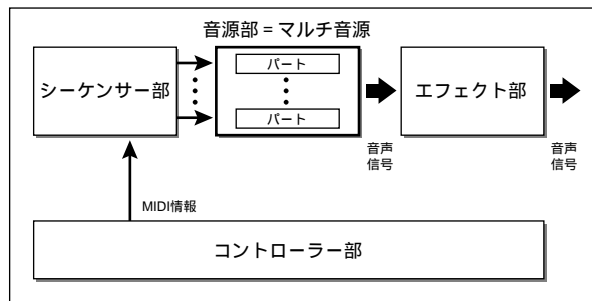 音源部 = マルチ音源
シーケンサー部
パート
パート
エフェクト部
音声
信号
音声
信号
MIDI情報
コントローラー部